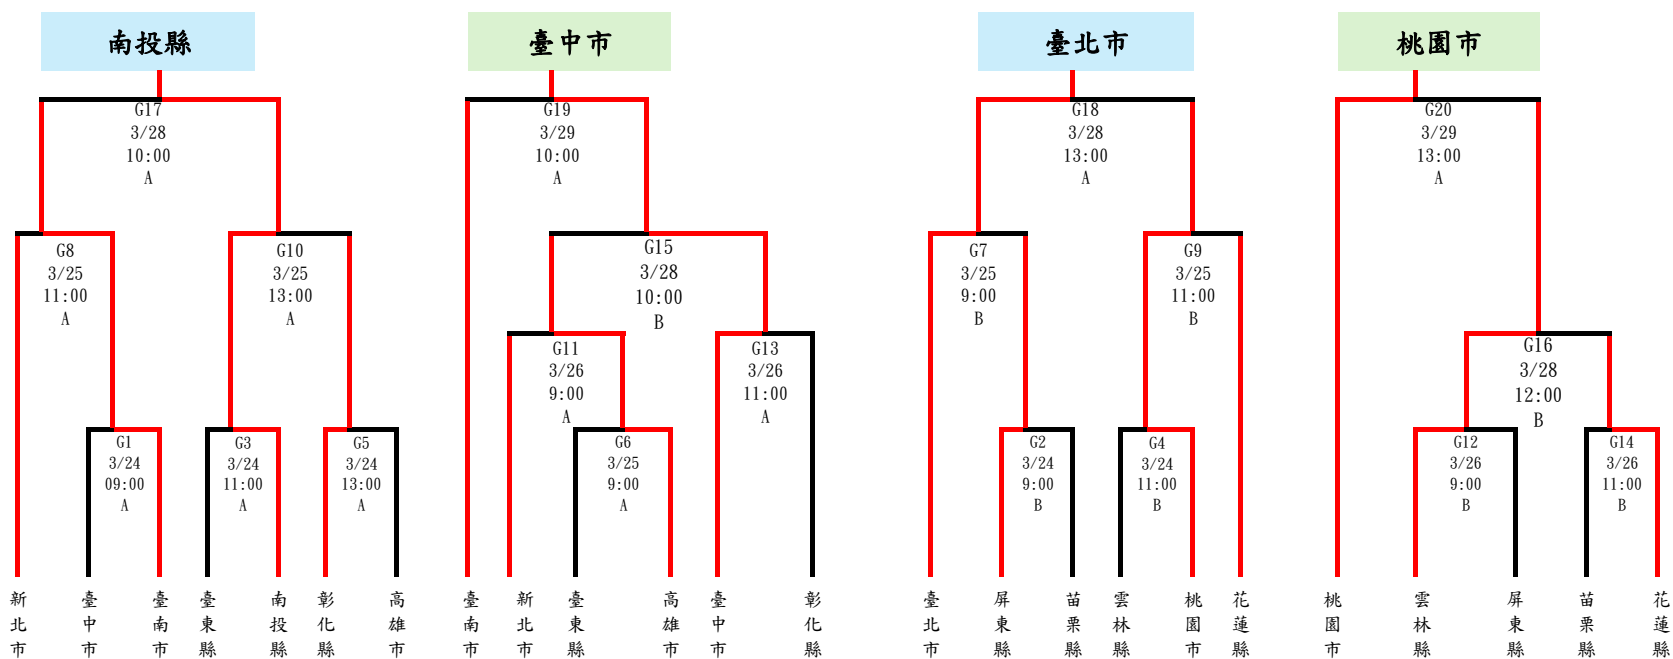 南投縣
臺中市
臺北市
桃園市
G17
3/28
10:00
A
G19
3/29
10:00
A
G18
3/28
13:00
A
G20
3/29
13:00
A
G8
3/25
11:00
A
G10
3/25
13:00
A
G15
3/28
10:00
B
G7
3/25
9:00
B
G9
3/25
11:00
B
G11
3/26
9:00
A
G13
3/26
11:00
A
G16
3/28
12:00
B
G1
3/24
09:00
A
G3
3/24
11:00
A
G5
3/24
13:00
A
G6
3/25
9:00
A
G2
3/24
9:00
B
G4
3/24
11:00
B
G12
3/26
9:00
B
G14
3/26
11:00
B
新北市
臺中市
臺南市
臺東縣
南投縣
彰化縣
高雄市
臺南市
新北市
臺東縣
高雄市
臺中市
彰化縣
臺北市
屏東縣
苗栗縣
雲林縣
桃園市
花蓮縣
桃園市
雲林縣
屏東縣
苗栗縣
花蓮縣